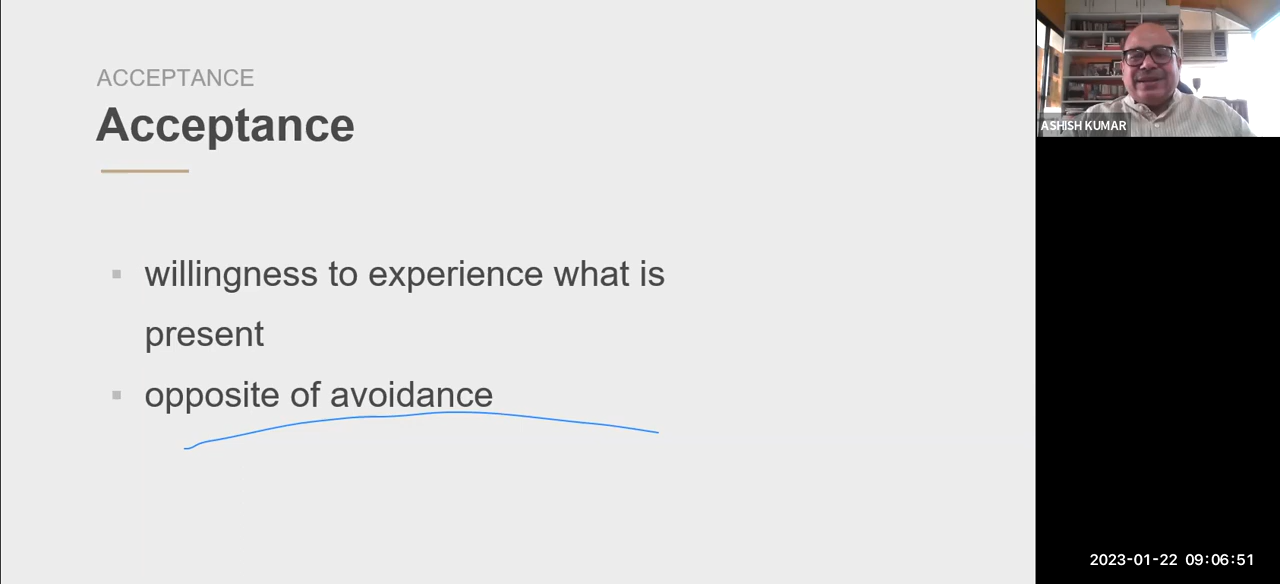 ACCEPTANCE
Acceptance
willingness to experience what is
present
opposite of avoidance
ASHISH KUMAR
2023-01-22 09:06:51